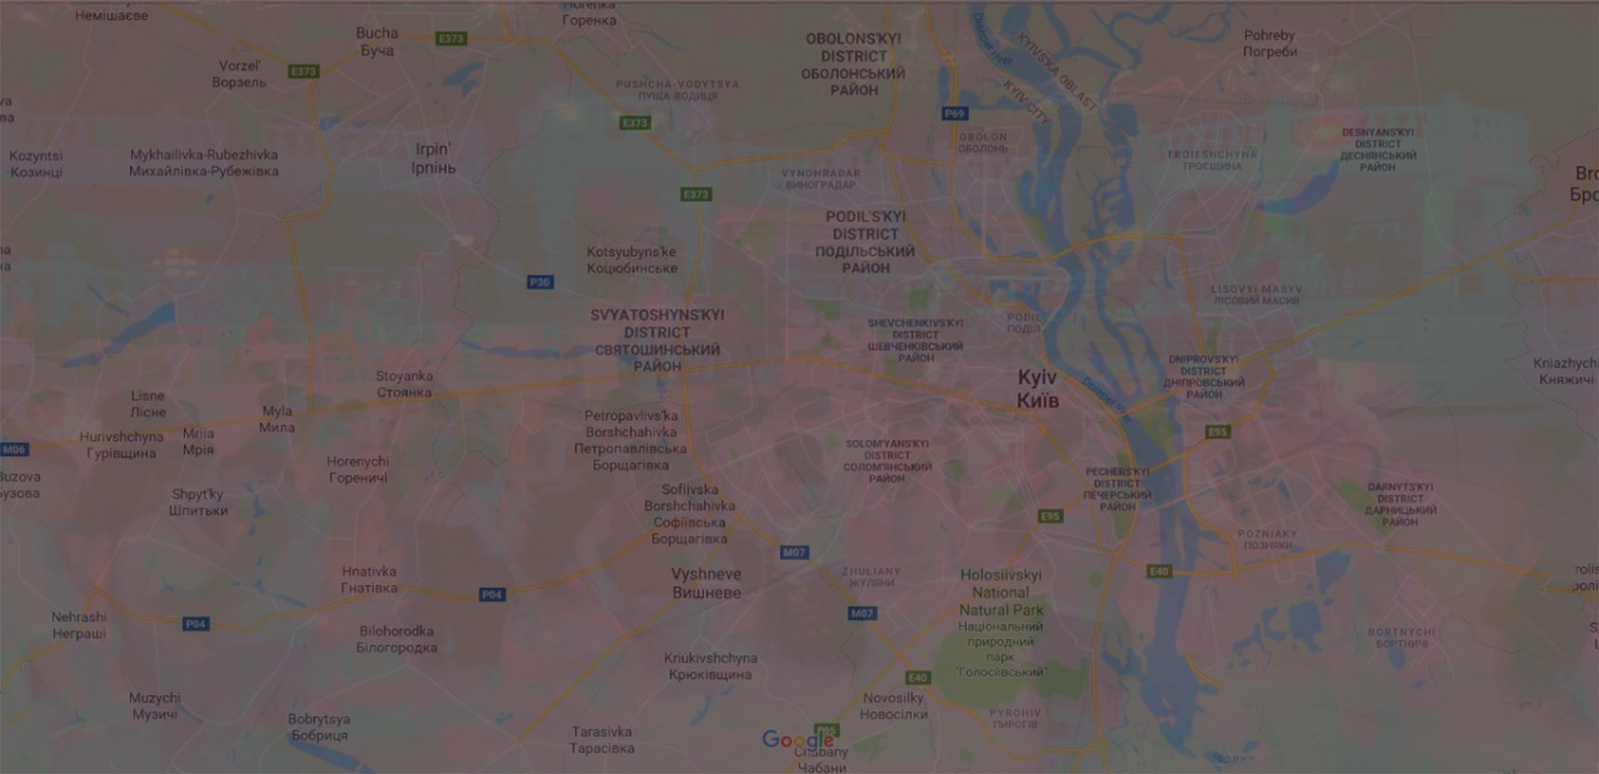 Horenka
Горенка
Немішаєве
Bucha
Буча
E373
OBOLONS'KYI
DISTRICT
ОБОЛОНСЬКИЙ
РАЙОН
Dnieper river
KYIVS'KA OBLAST
KYIV CITY
Pohreby
Погреби
Vorzel'
Ворзель
E373
PUSHCHA-VODYTSYA
ПУЩА-ВОДИЦЯ
E373
P69
OBOLON
ОБОЛОНЬ
DESNYANS'KYI
DISTRICT
ДЕСНЯНСЬКИЙ
РАЙОН
Kozyntsi
Козинці
Mykhailivka-Rubezhivka
Михайлівка-Рубежівка
Irpin'
Ірпінь
TROIESHCHYNA
ТРОЄЩИНА
VYNOHRADAR
ВИНОГРАДАР
E373
Bro
Бро
PODIL'S'KYI
DISTRICT
ПОДІЛЬСЬКИЙ
РАЙОН
Kotsyubyns'ke
Коцюбинське
P30
LISOVYI MASYV
ЛІСОВИЙ МАСИВ
SVYATOSHYNS'KYI
DISTRICT
СВЯТОШИНСЬКИЙ
РАЙОН
SHEVCHENKIVS'KYI
DISTRICT
ШЕВЧЕНКІВСЬКИЙ
РАЙОН
PODIL
ПОДІЛ
DNIPROVS'KYI
DISTRICT
ДНІПРОВСЬКИЙ
РАЙОН
Kniazhychi
Княжичі
Stoyanka
Стоянка
Kyiv
Київ
Dnieper river
Lisne
Лісне
Myla
Мила
Hurivshchyna
Гурівщина
Mriia
Мрія
M06
Petropavlivs'ka
Borshchahivka
Петропавлівська
Борщагівка
E95
SOLOM'YANS'KYI
DISTRICT
СОЛОМ'ЯНСЬКИЙ
РАЙОН
Horenychi
Гореничі
PECHERS'KYI
DISTRICT
ПЕЧЕРСЬКИЙ
РАЙОН
Buzova
Бузова
Shpyt'ky
Шпитьки
Sofiivska
Borshchahivka
Софіївська
Борщагівка
DARNYTS'KYI
DISTRICT
ДАРНИЦЬКИЙ
РАЙОН
E95
POZNIAKY
ПОЗНЯКИ
M07
E40
Hnativka
Гнатівка
P04
Vyshneve
Вишневе
ZHULIANY
ЖУЛЯНИ
Holosiivskyi
National
Natural Park
Національний
природний
парк
"Голосіївський"
M07
Nehrashi
Неграші
P04
Bilohorodka
Білогородка
BORTNYCHI
БОРТНИЧІ
Kriukivshchyna
Крюківщина
E40
Muzychi
Музичі
Novosilky
Новосілки
PYROHIV
ПИРОГІВ
Bobrytsya
Бобриця
Tarasivka
Тарасівка
Google
E95
Chabany
Чабани